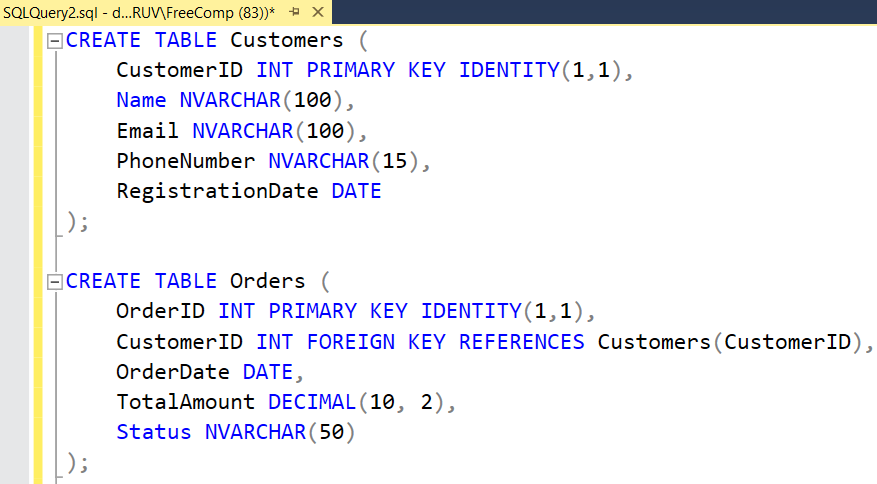 SQLQuery2.sql - d...RUV\FreeComp (83))*
CREATE TABLE Customers (
    CustomerID INT PRIMARY KEY IDENTITY(1,1),
    Name NVARCHAR(100),
    Email NVARCHAR(100),
    PhoneNumber NVARCHAR(15),
    RegistrationDate DATE
);
CREATE TABLE Orders (
    OrderID INT PRIMARY KEY IDENTITY(1,1),
    CustomerID INT FOREIGN KEY REFERENCES Customers(CustomerID),
    OrderDate DATE,
    TotalAmount DECIMAL(10, 2),
    Status NVARCHAR(50)
);